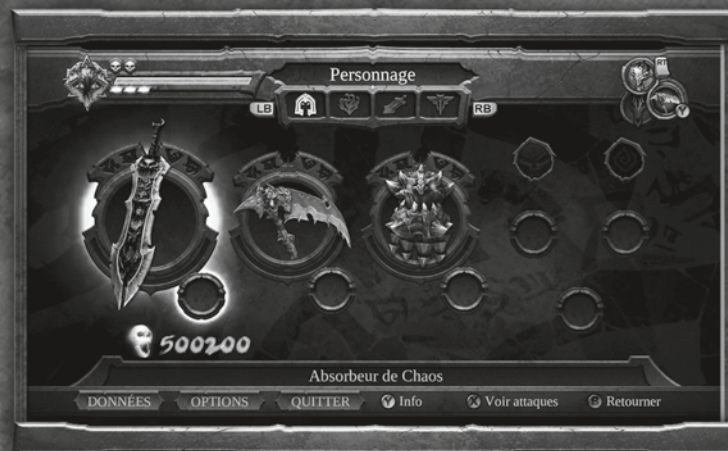 Personnage
RT
LB
RB
Y
500200
Absorbeur de Chaos
DONNÉES OPTIONS QUITTER Y Info X Voir attaques B Retourner